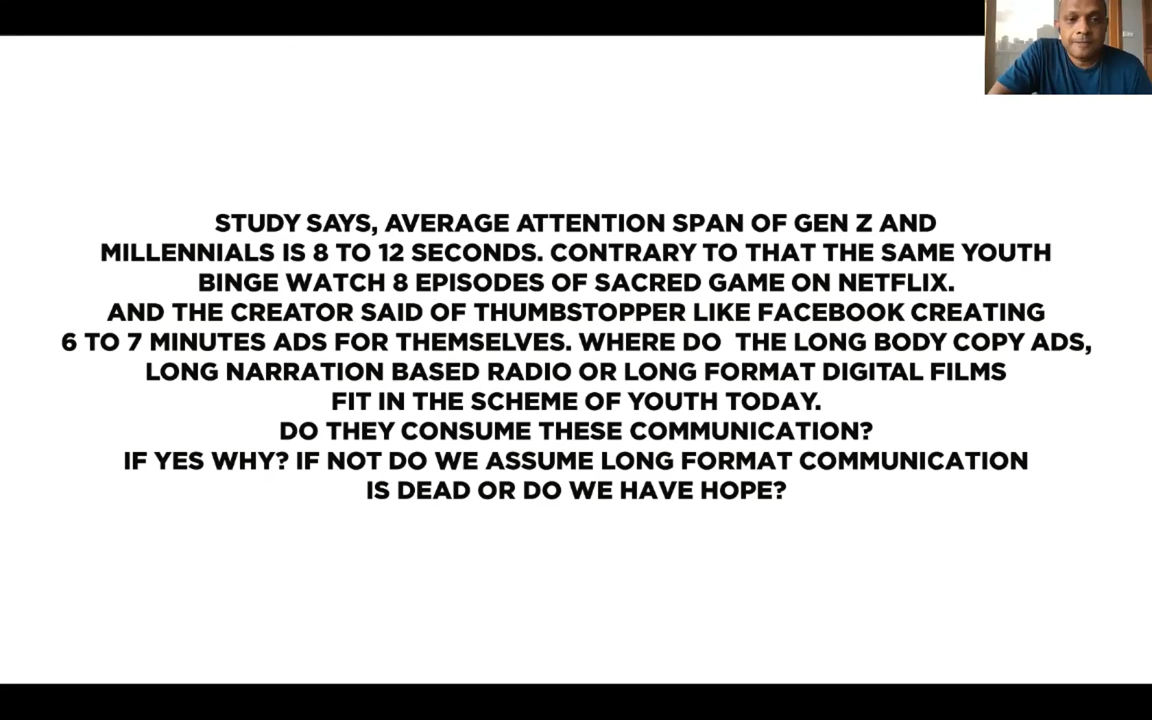 STUDY SAYS, AVERAGE ATTENTION SPAN OF GEN Z AND
MILLENNIALS IS 8 TO 12 SECONDS. CONTRARY TO THAT THE SAME YOUTH
BINGE WATCH 8 EPISODES OF SACRED GAME ON NETFLIX.
AND THE CREATOR SAID OF THUMBSTOPPER LIKE FACEBOOK CREATING
6 TO 7 MINUTES ADS FOR THEMSELVES. WHERE DO THE LONG BODY COPY ADS,
LONG NARRATION BASED RADIO OR LONG FORMAT DIGITAL FILMS
FIT IN THE SCHEME OF YOUTH TODAY.
DO THEY CONSUME THESE COMMUNICATION?
IF YES WHY? IF NOT DO WE ASSUME LONG FORMAT COMMUNICATION
IS DEAD OR DO WE HAVE HOPE?